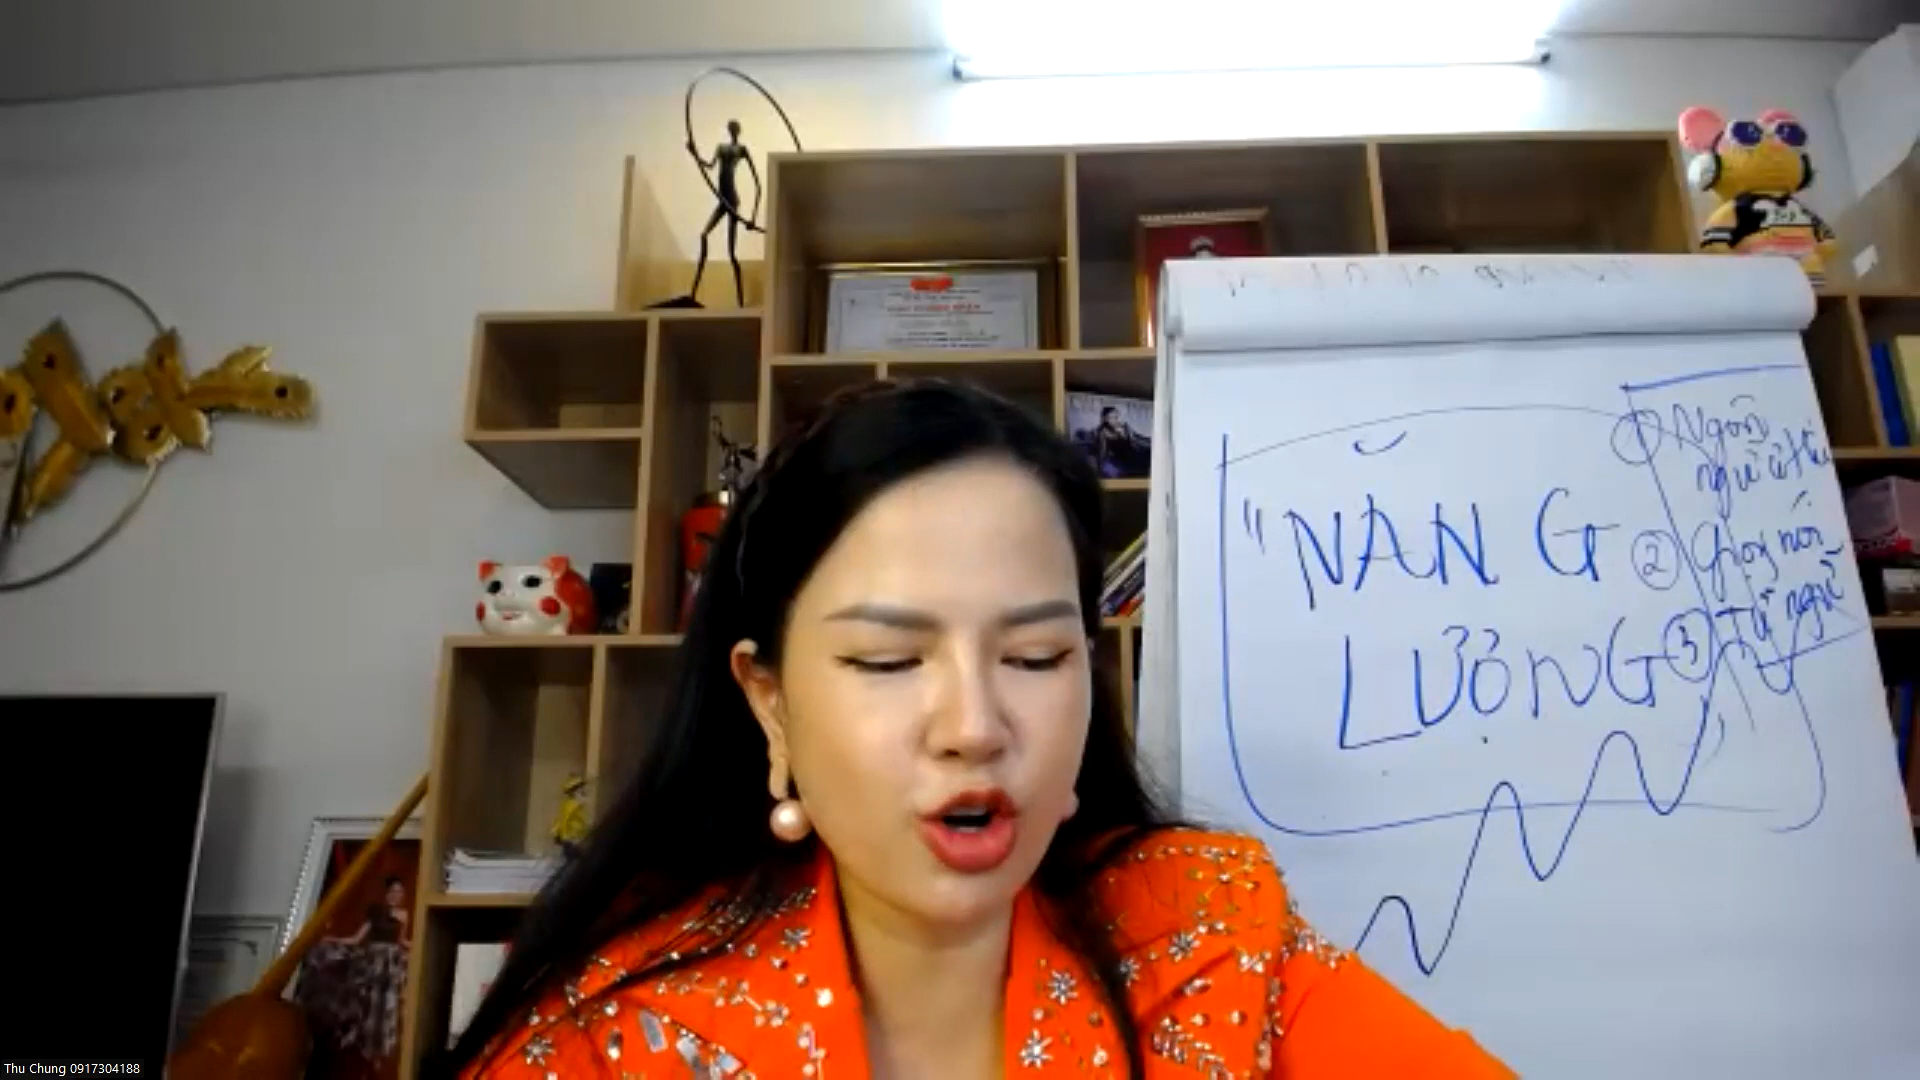 "NĂNG
LƯỢNG
① Ngôn
ngữ cơ thể
② Giọng nói
③ Từ ngữ
Thu Chung 0917304188